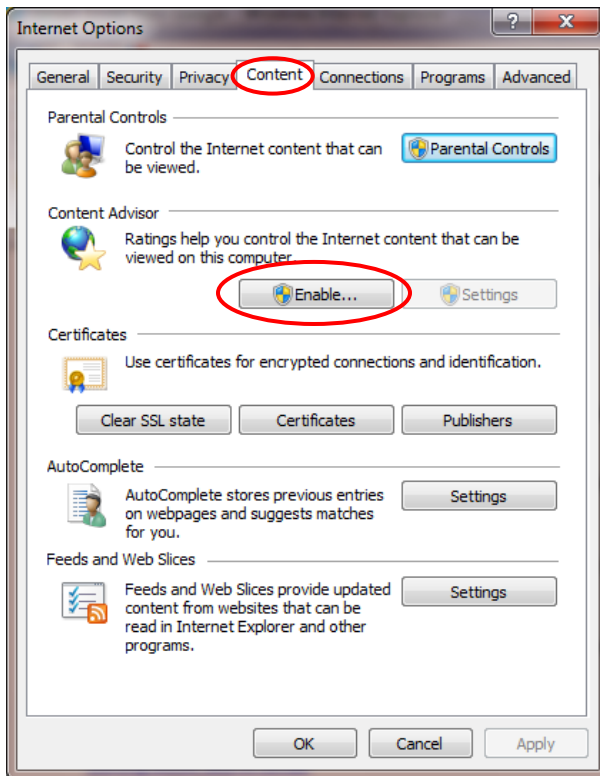 Internet Options
?
X
General Security Privacy Content Connections Programs Advanced
Parental Controls
Control the Internet content that can
be viewed.
Parental Controls
Content Advisor
Ratings help you control the Internet content that can be
viewed on this computer.
Enable...
Settings
Certificates
Use certificates for encrypted connections and identification.
Clear SSL state
Certificates
Publishers
AutoComplete
AutoComplete stores previous entries
on webpages and suggests matches
for you.
Settings
Feeds and Web Slices
Feeds and Web Slices provide updated
content from websites that can be
read in Internet Explorer and other
programs.
Settings
OK
Cancel
Apply